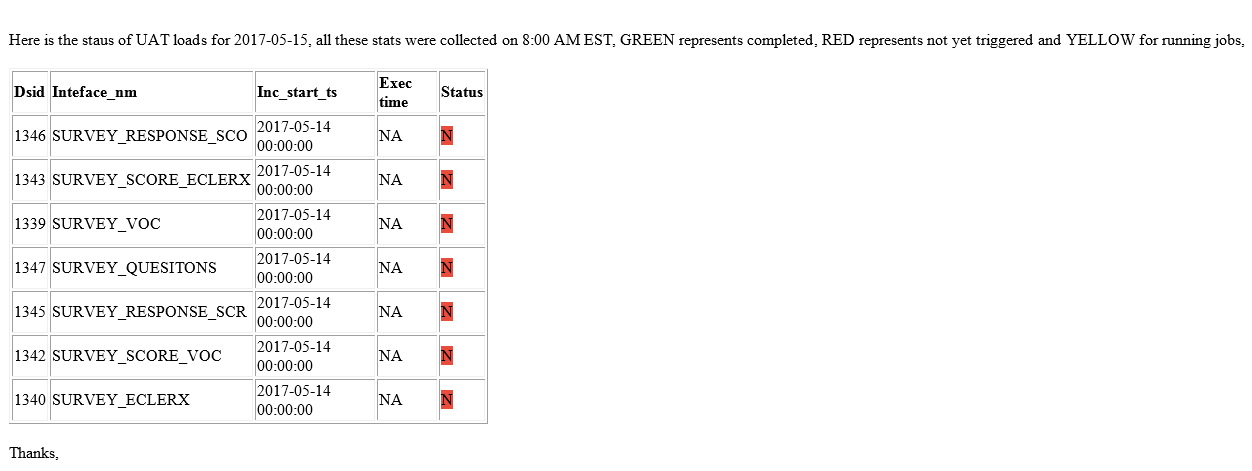 Here is the staus of UAT loads for 2017-05-15, all these stats were collected on 8:00 AM EST, GREEN represents completed, RED represents not yet triggered and YELLOW for running jobs,
Dsid Inteface_nm Inc_start_ts Exec time Status
1346 SURVEY_RESPONSE_SCO 2017-05-14 00:00:00 NA N
1343 SURVEY_SCORE_ECLERX 2017-05-14 00:00:00 NA N
1339 SURVEY_VOC 2017-05-14 00:00:00 NA N
1347 SURVEY_QUESITONS 2017-05-14 00:00:00 NA N
1345 SURVEY_RESPONSE_SCR 2017-05-14 00:00:00 NA N
1342 SURVEY_SCORE_VOC 2017-05-14 00:00:00 NA N
1340 SURVEY_ECLERX 2017-05-14 00:00:00 NA N
Thanks,